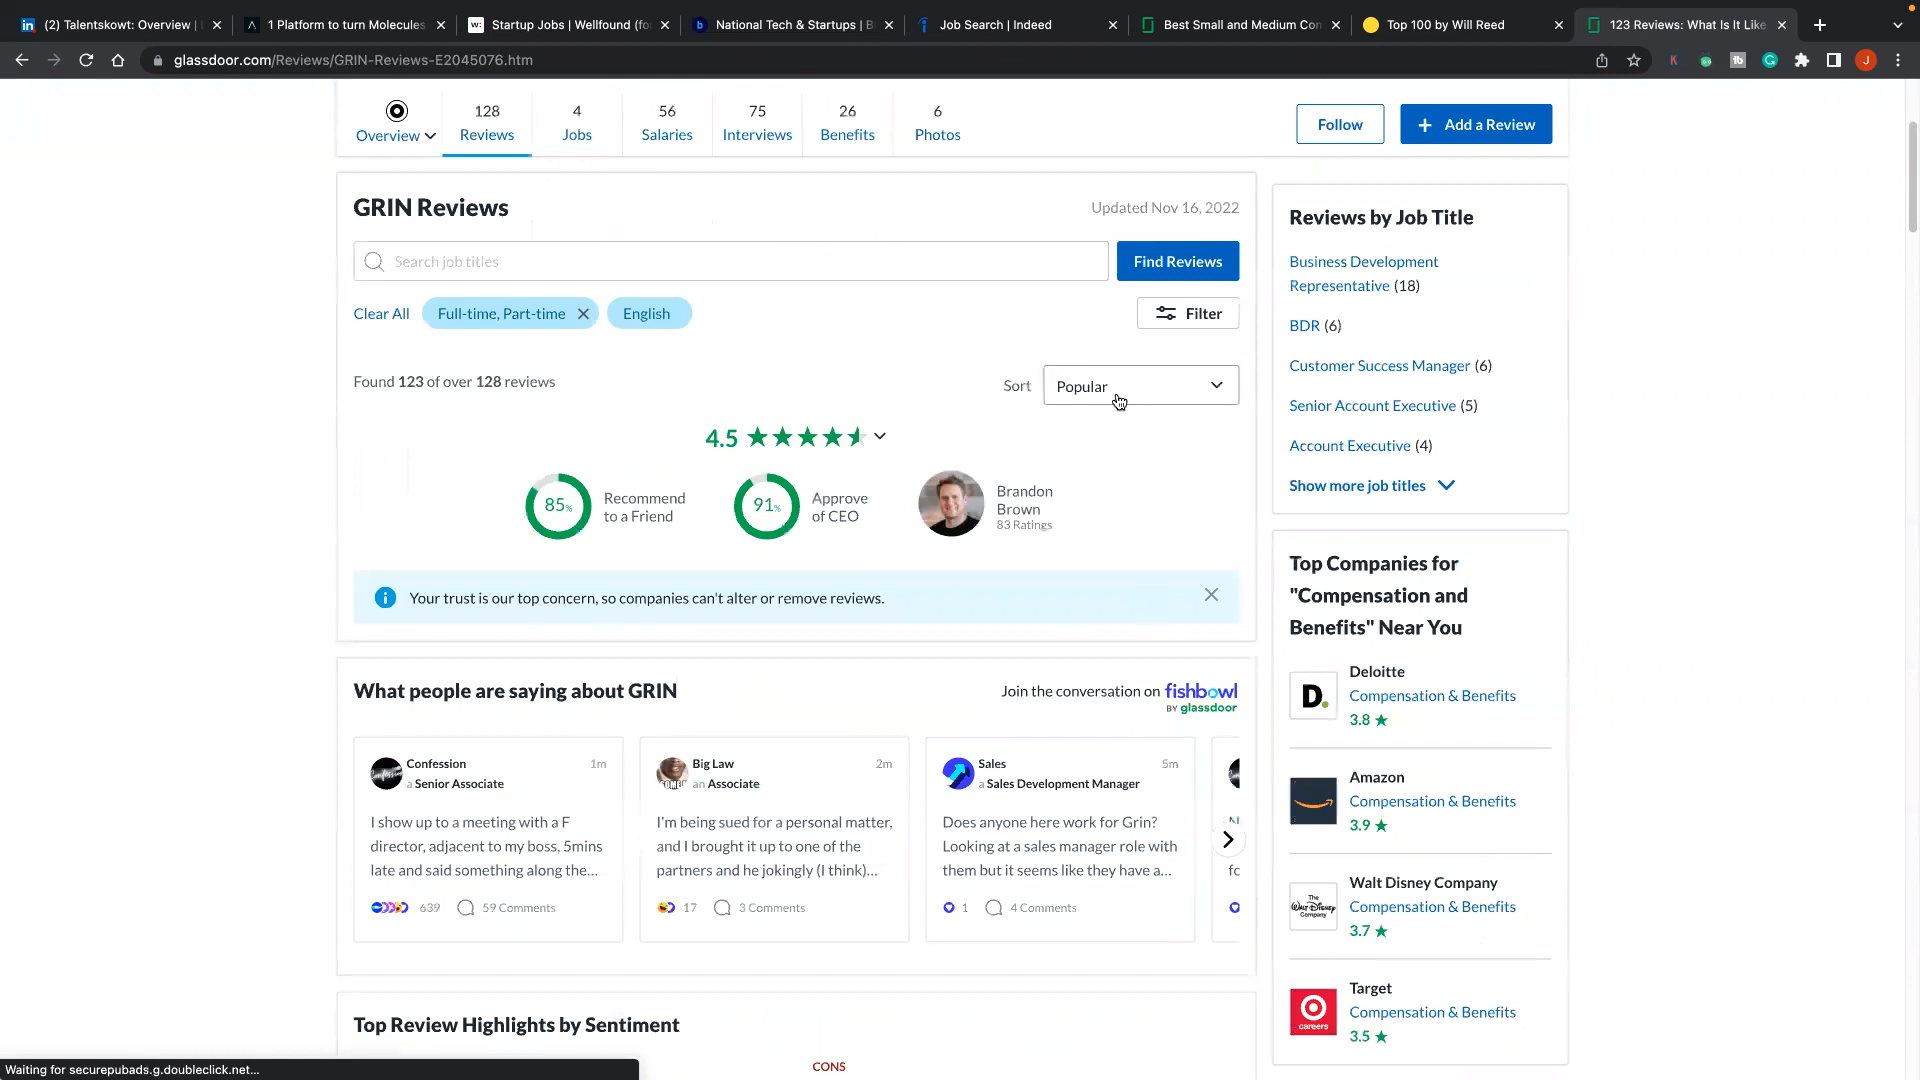 (2) Talentskowt: Overview |
1 Platform to turn Molecules
w: Startup Jobs | Wellfound (fo
National Tech & Startups | B
Job Search | Indeed
Best Small and Medium Con
Top 100 by Will Reed
123 Reviews: What Is It Like
glassdoor.com/Reviews/GRIN-Reviews-E2045076.htm
J
Overview
128
Reviews
4
Jobs
56
Salaries
75
Interviews
26
Benefits
6
Photos
Follow
+ Add a Review
GRIN Reviews
Updated Nov 16, 2022
Search job titles
Find Reviews
Clear All
Full-time, Part-time
English
Filter
Found 123 of over 128 reviews
Sort
Popular
4.5
85%
Recommend
to a Friend
91%
Approve
of CEO
Brandon
Brown
83 Ratings
Your trust is our top concern, so companies can't alter or remove reviews.
What people are saying about GRIN
Join the conversation on fishbowl
BY glassdoor
Confession
1m
a Senior Associate
I show up to a meeting with a F
director, adjacent to my boss, 5mins
late and said something along the...
639
59 Comments
Big Law
2m
an Associate
I'm being sued for a personal matter,
and I brought it up to one of the
partners and he jokingly (I think)...
17
3 Comments
Sales
5m
a Sales Development Manager
Does anyone here work for Grin?
Looking at a sales manager role with
them but it seems like they have a...
1
4 Comments
Top Review Highlights by Sentiment
CONS
Reviews by Job Title
Business Development
Representative (18)
BDR (6)
Customer Success Manager (6)
Senior Account Executive (5)
Account Executive (4)
Show more job titles
Top Companies for
"Compensation and
Benefits" Near You
D.
Deloitte
Compensation & Benefits
3.8 ★
Amazon
Compensation & Benefits
3.9 ★
The
Walt Disney
Company
Walt Disney Company
Compensation & Benefits
3.7 ★
careers
Target
Compensation & Benefits
3.5 ★
Waiting for securepubads.g.doubleclick.net...